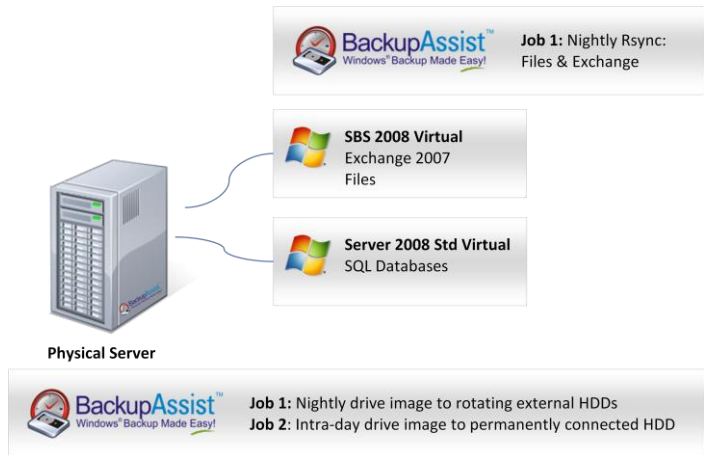 BackupAssist™
Windows® Backup Made Easy!
Job 1: Nightly Rsync:
Files & Exchange
SBS 2008 Virtual
Exchange 2007
Files
Server 2008 Std Virtual
SQL Databases
BackupAssist
Physical Server
BackupAssist™
Windows® Backup Made Easy!
Job 1: Nightly drive image to rotating external HDDs
Job 2: Intra-day drive image to permanently connected HDD